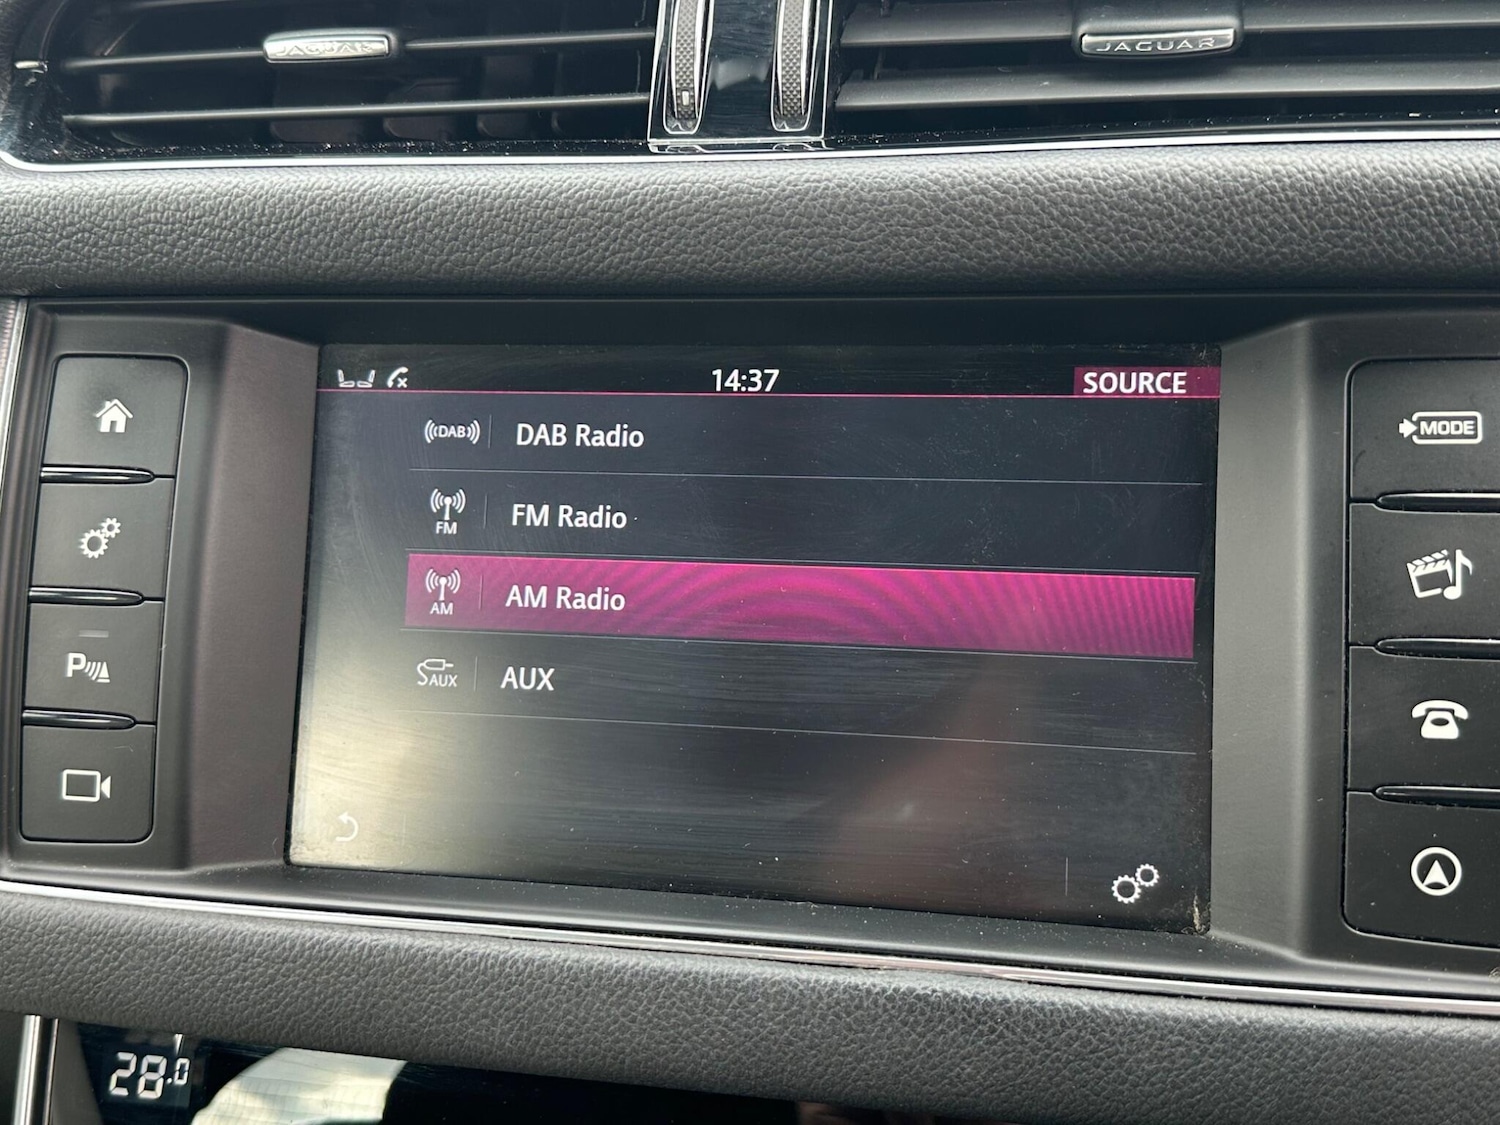 JAGUAR
JAGUAR
14:37
SOURCE
DAB
DAB Radio
FM
FM Radio
AM
AM Radio
AUX
AUX
P
MODE
28.0